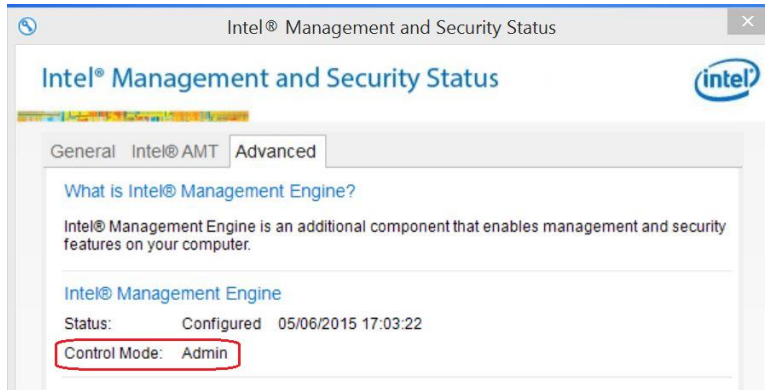 Intel® Management and Security Status
Intel® Management and Security Status
intel
General Intel® AMT Advanced
What is Intel® Management Engine?
Intel® Management Engine is an additional component that enables management and security
features on your computer.
Intel® Management Engine
Status: Configured 05/06/2015 17:03:22
Control Mode: Admin